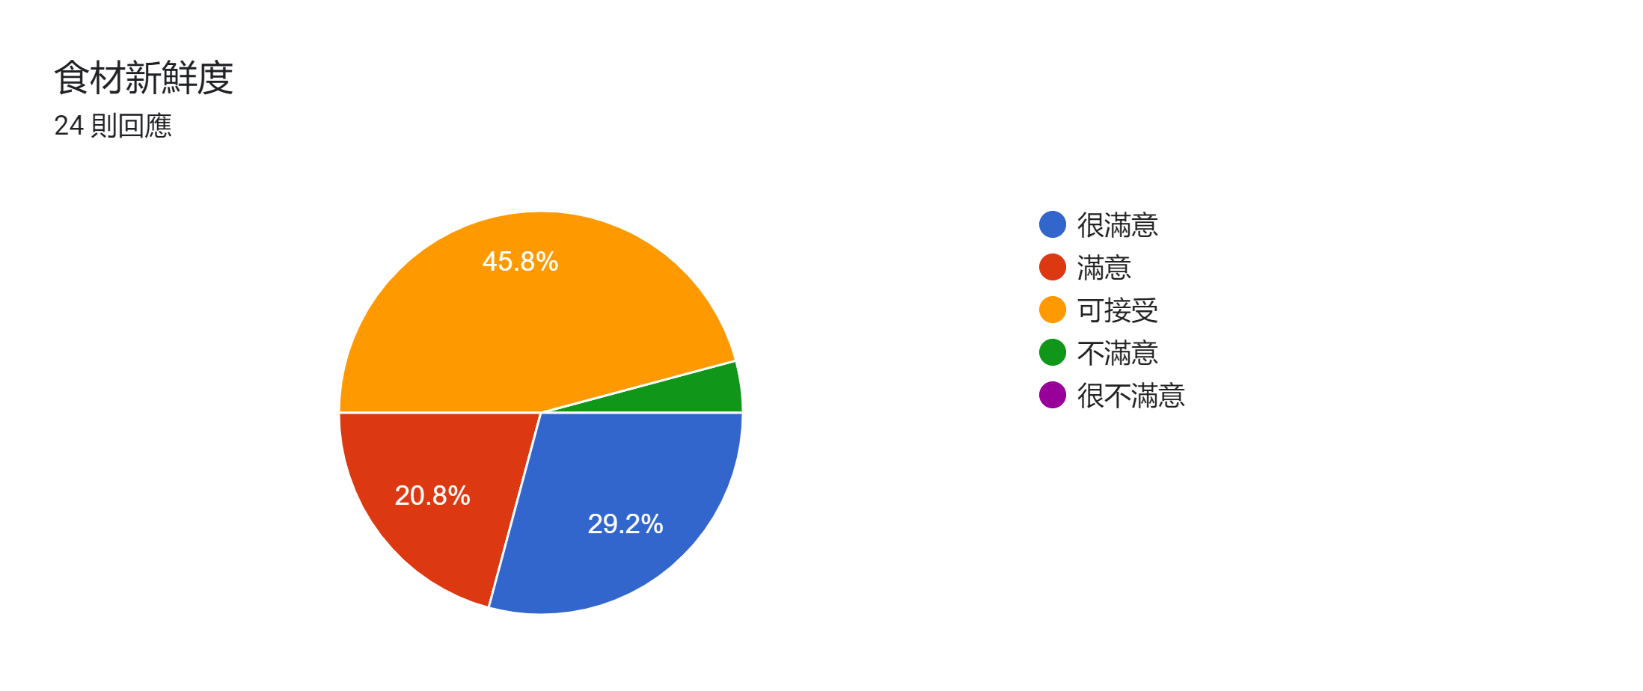 食材新鮮度
24 則回應
45.8%
20.8%
29.2%
很滿意
滿意
可接受
不滿意
很不滿意